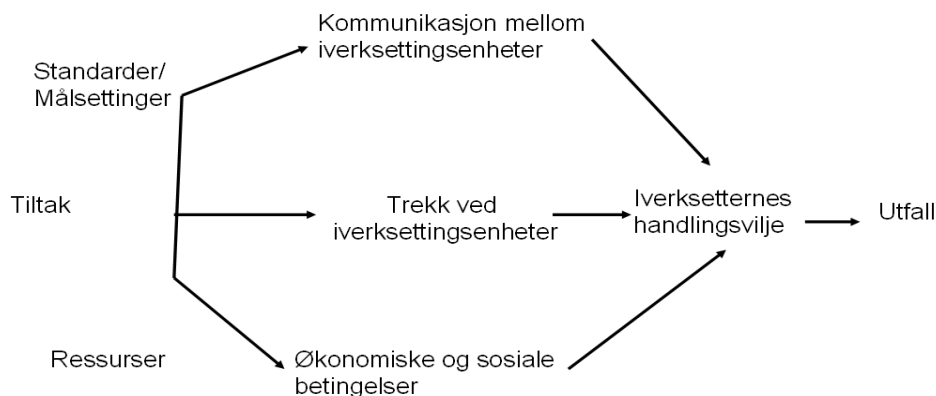 Kommunikasjon mellom
iverksettingsenheter
Standarder/
Målsettinger
Tiltak
Trekk ved
iverksettingsenheter
Iverksetternes
handlingsvilje
Utfall
Ressurser
Økonomiske og sosiale
betingelser